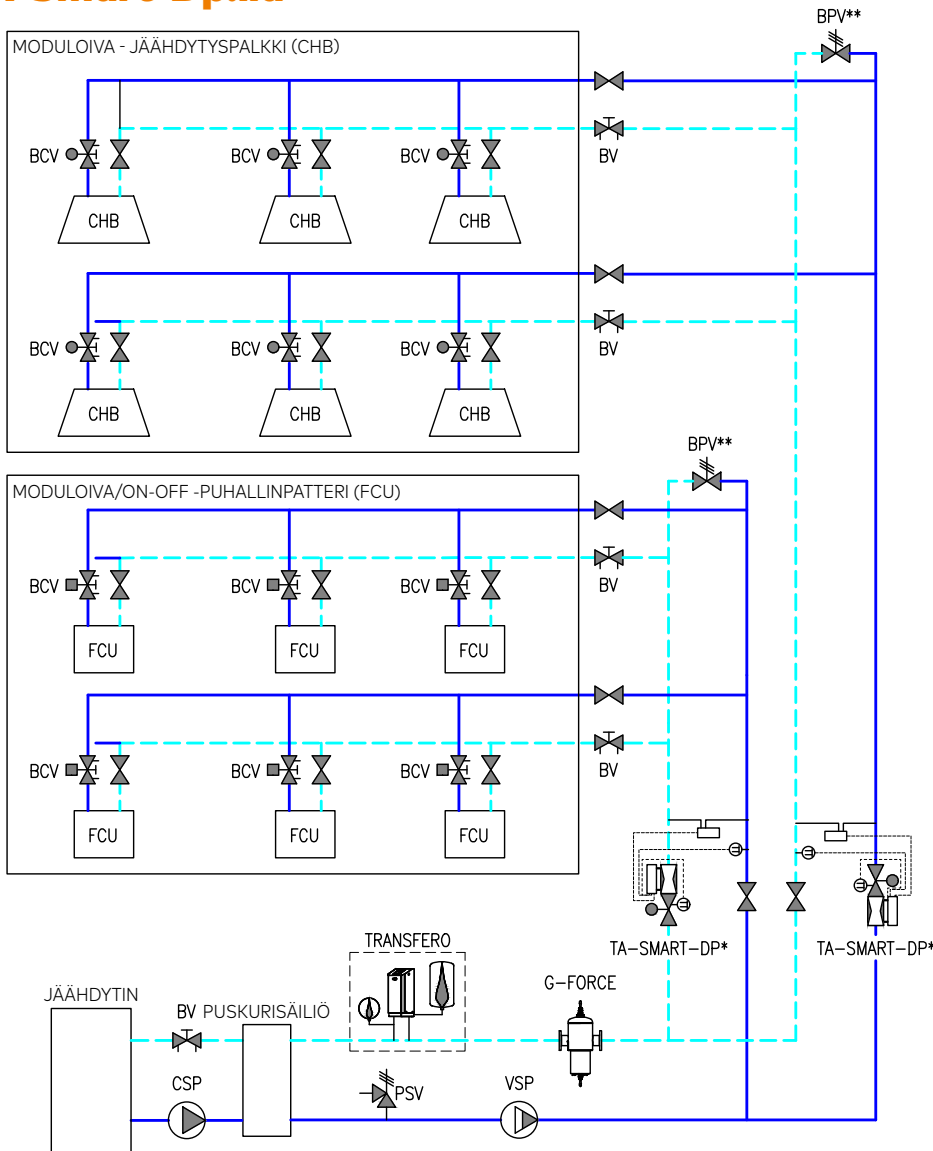 BPV**
MODULOIVA - JÄÄHDYTYSPALKKI (CHB)
BV
BCV BCV BCV
CHB CHB CHB
BV
BCV BCV BCV
CHB CHB CHB
BPV**
MODULOIVA/ON-OFF -PUHALLINPATTERI (FCU)
BV
BCV BCV BCV
FCU FCU FCU
BV
BCV BCV BCV
FCU FCU FCU
TA-SMART-DP* TA-SMART-DP*
TRANSFERO
G-FORCE
JÄÄHDYTIN
BV PUSKURISÄILIÖ
CSP
PSV
VSP